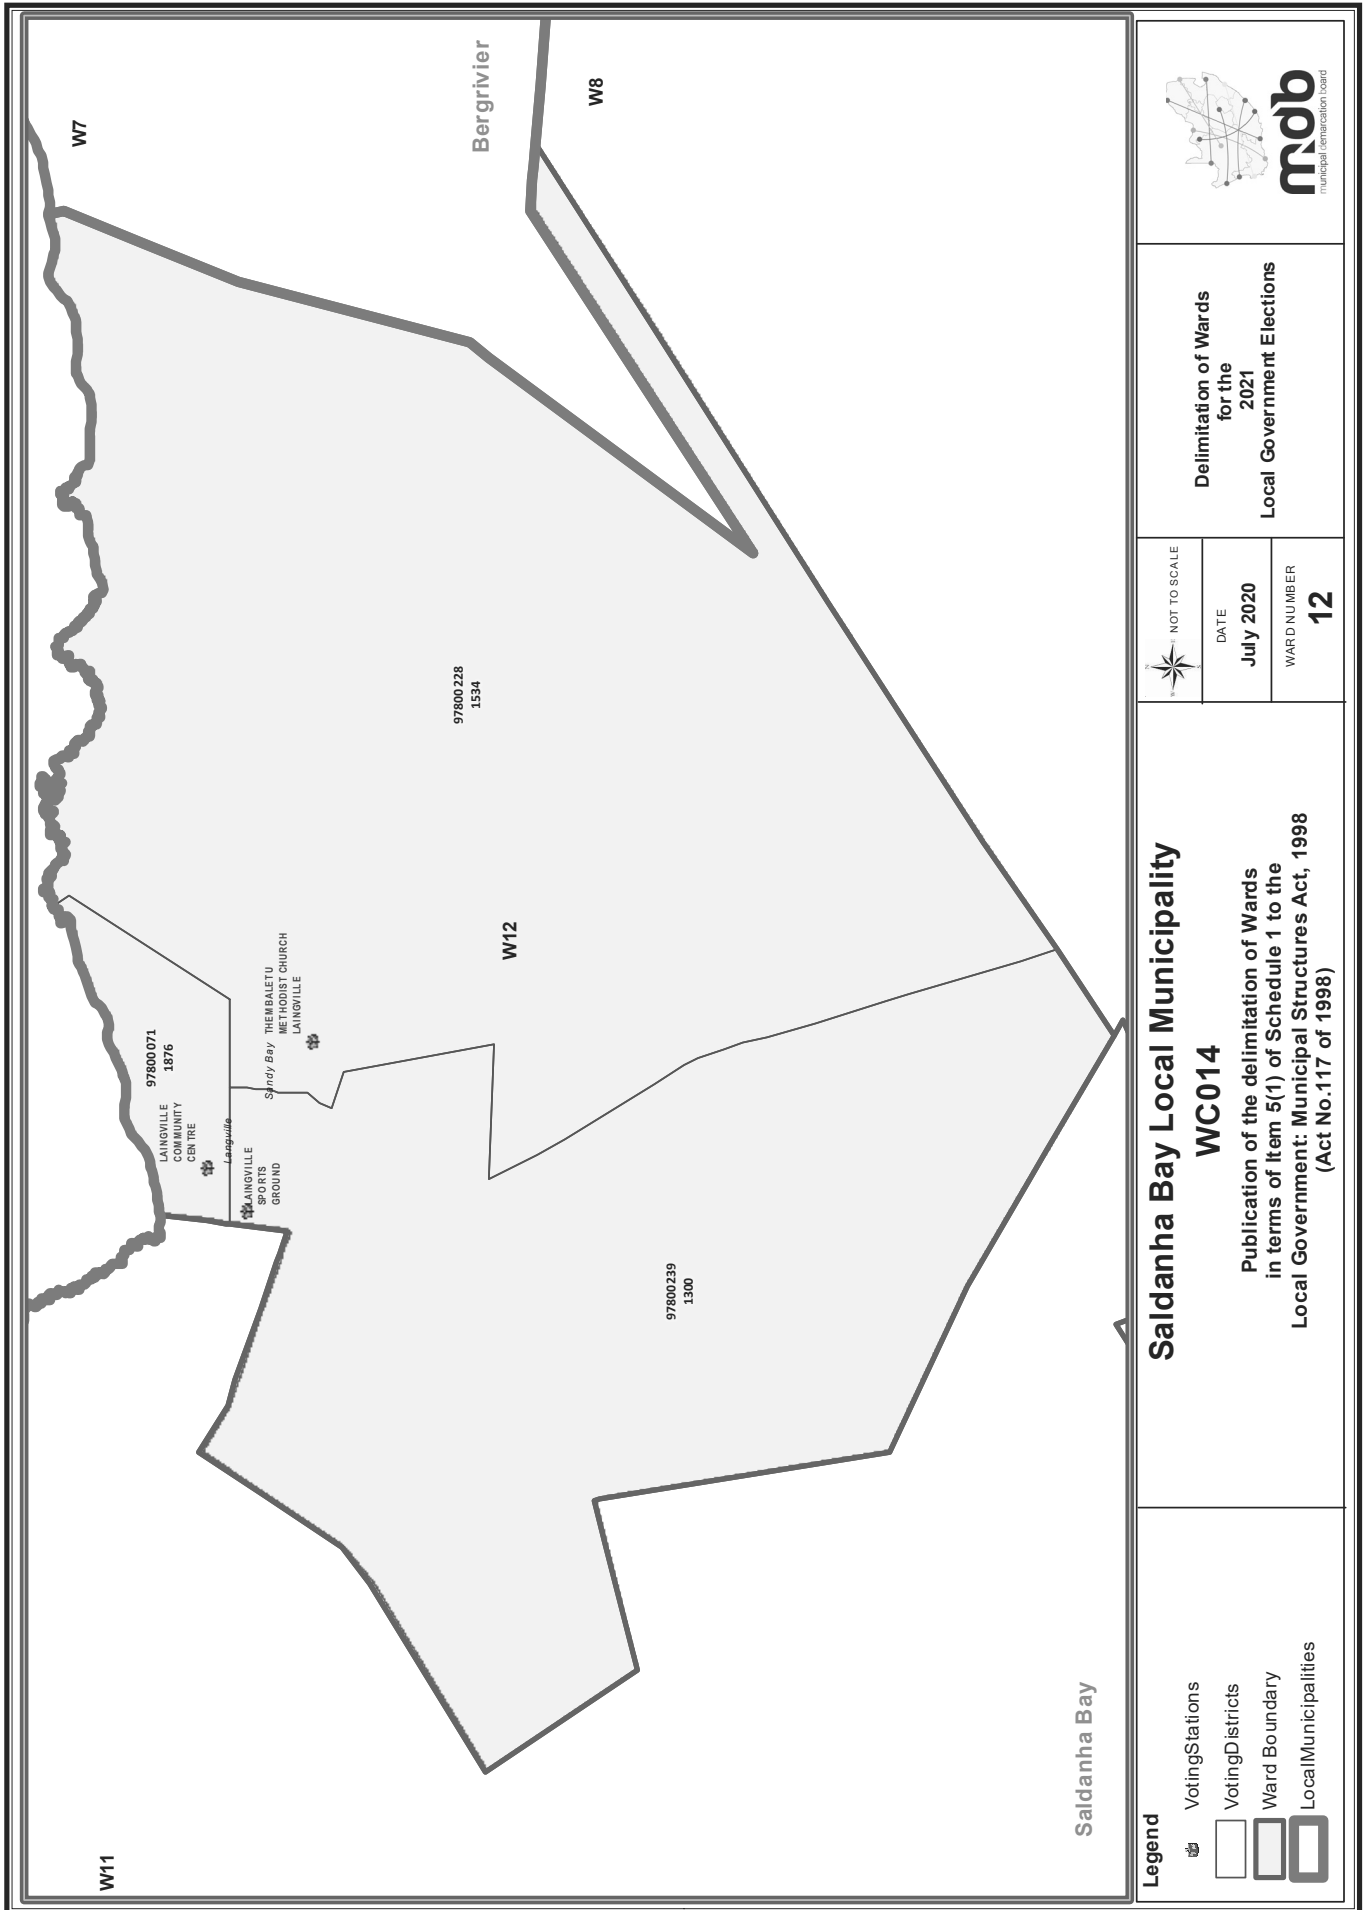 W7
Bergrivier
W8
97800228
1534
W12
97800071
1876
THEMBALETU
METHODIST CHURCH
LAINGVILLE
Sandy Bay
LAINGVILLE
COMMUNITY
CENTRE
Langville
LAINGVILLE
SPORTS
GROUND
97800239
1300
W11
Saldanha Bay
Legend
VotingStations
VotingDistricts
Ward Boundary
LocalMunicipalities
Saldanha Bay Local Municipality
WC014
Publication of the delimitation of Wards
in terms of Item 5(1) of Schedule 1 to the
Local Government: Municipal Structures Act, 1998
(Act No.117 of 1998)
N
W
E
S
NOT TO SCALE
DATE
July 2020
WARD NUMBER
12
Delimitation of Wards
for the
2021
Local Government Elections
mdb
municipal demarcation board